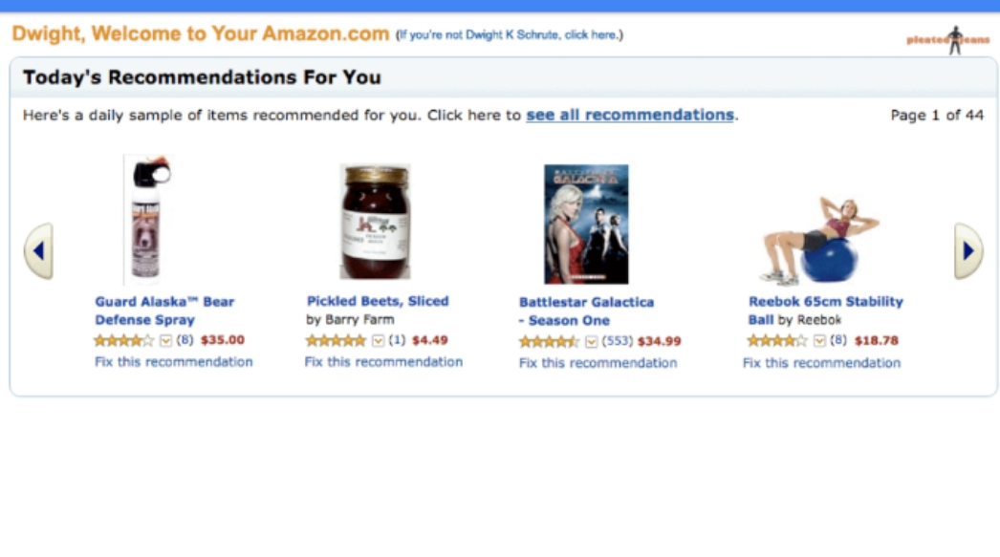 Dwight, Welcome to Your Amazon.com (If you're not Dwight K Schrute, click here.)
pleated jeans
Today's Recommendations For You
Here's a daily sample of items recommended for you. Click here to see all recommendations.
Page 1 of 44
Guard Alaska™ Bear
Defense Spray
(8) $35.00
Fix this recommendation
Pickled Beets, Sliced
by Barry Farm
(1) $4.49
Fix this recommendation
BATTLESTAR
GALACTICA
Battlestar Galactica
- Season One
(553) $34.99
Fix this recommendation
Reebok 65cm Stability
Ball by Reebok
(8) $18.78
Fix this recommendation